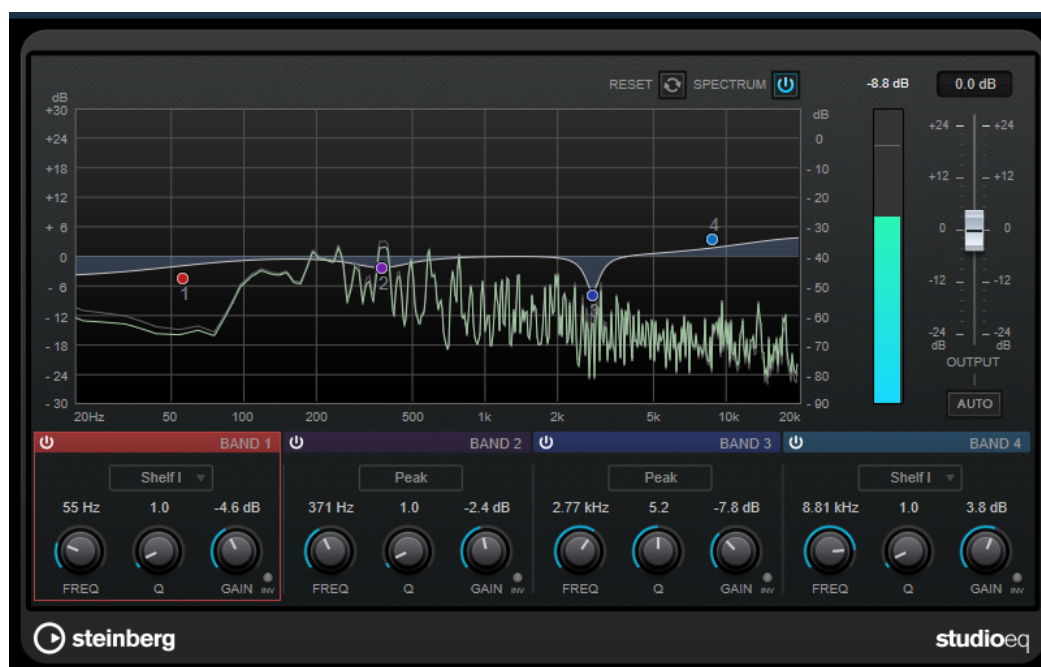 RESET SPECTRUM -8.8 dB 0.0 dB
dB
+30
+24
+18
+12
+ 6
0
- 6
- 12
- 18
- 24
- 30
dB
0
- 10
- 20
- 30
- 40
- 50
- 60
- 70
- 80
- 90
1
2
3
4
20Hz 50 100 200 500 1k 2k 5k 10k 20k
+24 +24
+12 +12
0 0
-12 -12
-24 -24
dB dB
OUTPUT
AUTO
BAND 1 BAND 2 BAND 3 BAND 4
Shelf I Peak Peak Shelf I
55 Hz 1.0 -4.6 dB 371 Hz 1.0 -2.4 dB 2.77 kHz 5.2 -7.8 dB 8.81 kHz 1.0 3.8 dB
FREQ Q GAIN INV FREQ Q GAIN INV FREQ Q GAIN INV FREQ Q GAIN INV
steinberg studioeq